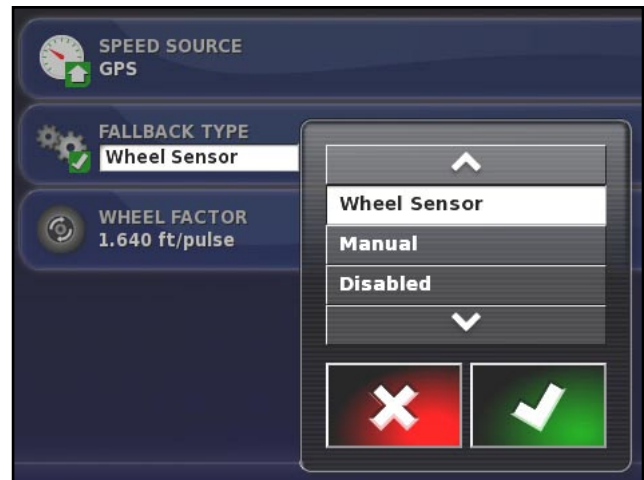 SPEED SOURCE
GPS
FALLBACK TYPE
Wheel Sensor
WHEEL FACTOR
1.640 ft/pulse
Wheel Sensor
Manual
Disabled